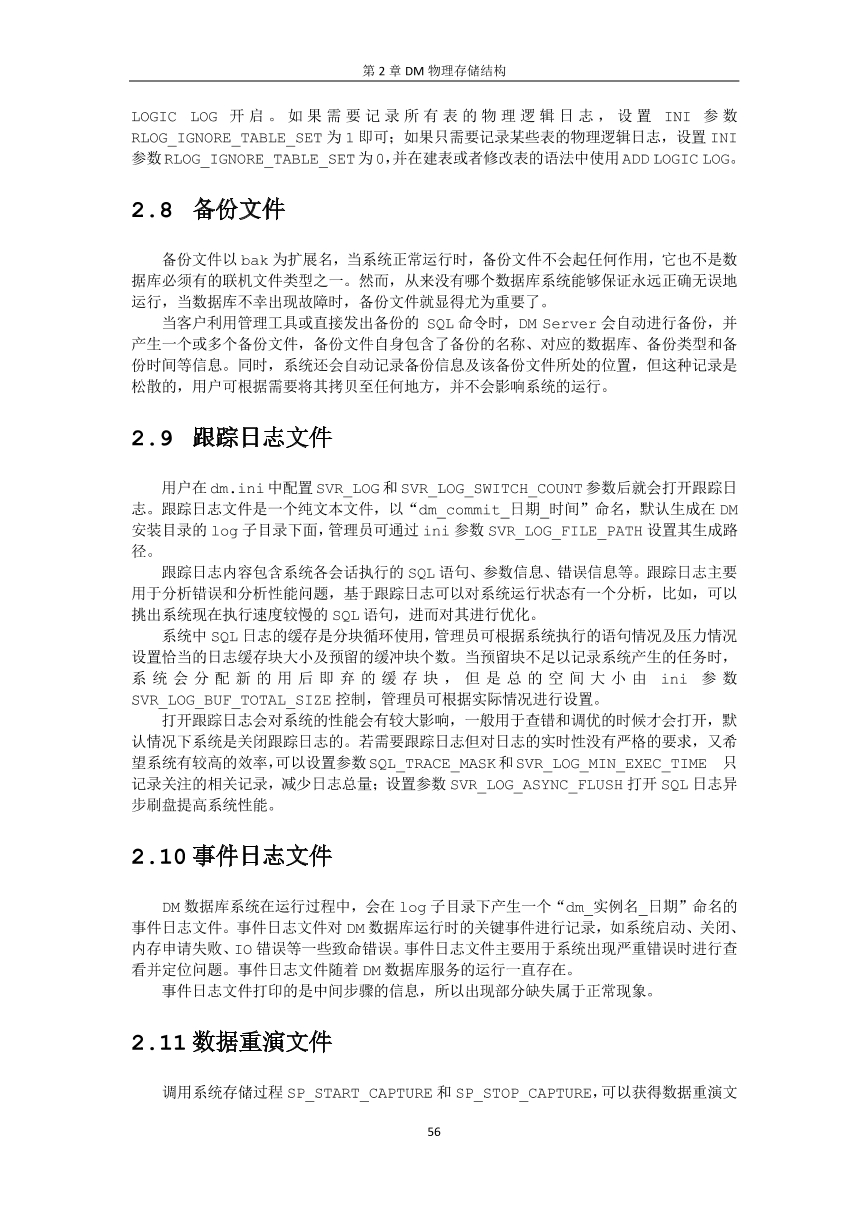 第 2 章 DM 物理存储结构
LOGIC LOG 开启。如果需要记录所有表的物理逻辑日志，设置 INI 参数
RLOG_IGNORE_TABLE_SET 为 1 即可；如果只需要记录某些表的物理逻辑日志，设置 INI
参数 RLOG_IGNORE_TABLE_SET 为 0，并在建表或者修改表的语法中使用 ADD LOGIC LOG。
2.8 备份文件
备份文件以 bak 为扩展名，当系统正常运行时，备份文件不会起任何作用，它也不是数
据库必须有的联机文件类型之一。然而，从来没有哪个数据库系统能够保证永远正确无误地
运行，当数据库不幸出现故障时，备份文件就显得尤为重要了。
当客户利用管理工具或直接发出备份的 SQL 命令时，DM Server 会自动进行备份，并
产生一个或多个备份文件，备份文件自身包含了备份的名称、对应的数据库、备份类型和备
份时间等信息。同时，系统还会自动记录备份信息及该备份文件所处的位置，但这种记录是
松散的，用户可根据需要将其拷贝至任何地方，并不会影响系统的运行。
2.9 跟踪日志文件
用户在 dm.ini 中配置 SVR_LOG 和 SVR_LOG_SWITCH_COUNT 参数后就会打开跟踪日
志。跟踪日志文件是一个纯文本文件，以“dm_commit_日期_时间”命名，默认生成在 DM
安装目录的 log 子目录下面，管理员可通过 ini 参数 SVR_LOG_FILE_PATH 设置其生成路
径。
跟踪日志内容包含系统各会话执行的 SQL 语句、参数信息、错误信息等。跟踪日志主要
用于分析错误和分析性能问题，基于跟踪日志可以对系统运行状态有一个分析，比如，可以
挑出系统现在执行速度较慢的 SQL 语句，进而对其进行优化。
系统中 SQL 日志的缓存是分块循环使用，管理员可根据系统执行的语句情况及压力情况
设置恰当的日志缓存块大小及预留的缓冲块个数。当预留块不足以记录系统产生的任务时，
系统会分配新的用后即弃的缓存块，但是总的空间大小由 ini 参数
SVR_LOG_BUF_TOTAL_SIZE 控制，管理员可根据实际情况进行设置。
打开跟踪日志会对系统的性能会有较大影响，一般用于查错和调优的时候才会打开，默
认情况下系统是关闭跟踪日志的。若需要跟踪日志但对日志的实时性没有严格的要求，又希
望系统有较高的效率，可以设置参数 SQL_TRACE_MASK 和 SVR_LOG_MIN_EXEC_TIME 只
记录关注的相关记录，减少日志总量；设置参数 SVR_LOG_ASYNC_FLUSH 打开 SQL 日志异
步刷盘提高系统性能。
2.10 事件日志文件
DM 数据库系统在运行过程中，会在 log 子目录下产生一个“dm_实例名_日期”命名的
事件日志文件。事件日志文件对 DM 数据库运行时的关键事件进行记录，如系统启动、关闭、
内存申请失败、IO 错误等一些致命错误。事件日志文件主要用于系统出现严重错误时进行查
看并定位问题。事件日志文件随着 DM 数据库服务的运行一直存在。
事件日志文件打印的是中间步骤的信息，所以出现部分缺失属于正常现象。
2.11 数据重演文件
调用系统存储过程 SP_START_CAPTURE 和 SP_STOP_CAPTURE，可以获得数据重演文
56